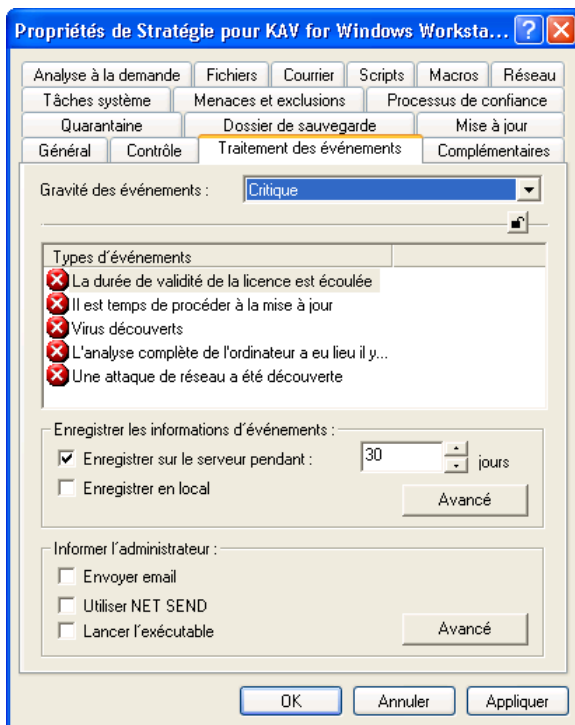 Propriétés de Stratégie pour KAV for Windows Worksta...
Analyse à la demande Fichiers Courrier Scripts Macros Réseau
Tâches système Menaces et exclusions Processus de confiance
Quarantaine Dossier de sauvegarde Mise à jour
Général Contrôle Traitement des événements Complémentaires
Gravité des événements : Critique
Types d'événements
La durée de validité de la licence est écoulée
Il est temps de procéder à la mise à jour
Virus découverts
L'analyse complète de l'ordinateur a eu lieu il y...
Une attaque de réseau a été découverte
Enregistrer les informations d'événements :
Enregistrer sur le serveur pendant : 30 jours
Enregistrer en local
Avancé
Informer l'administrateur :
Envoyer email
Utiliser NET SEND
Lancer l'exécutable
Avancé
OK Annuler Appliquer